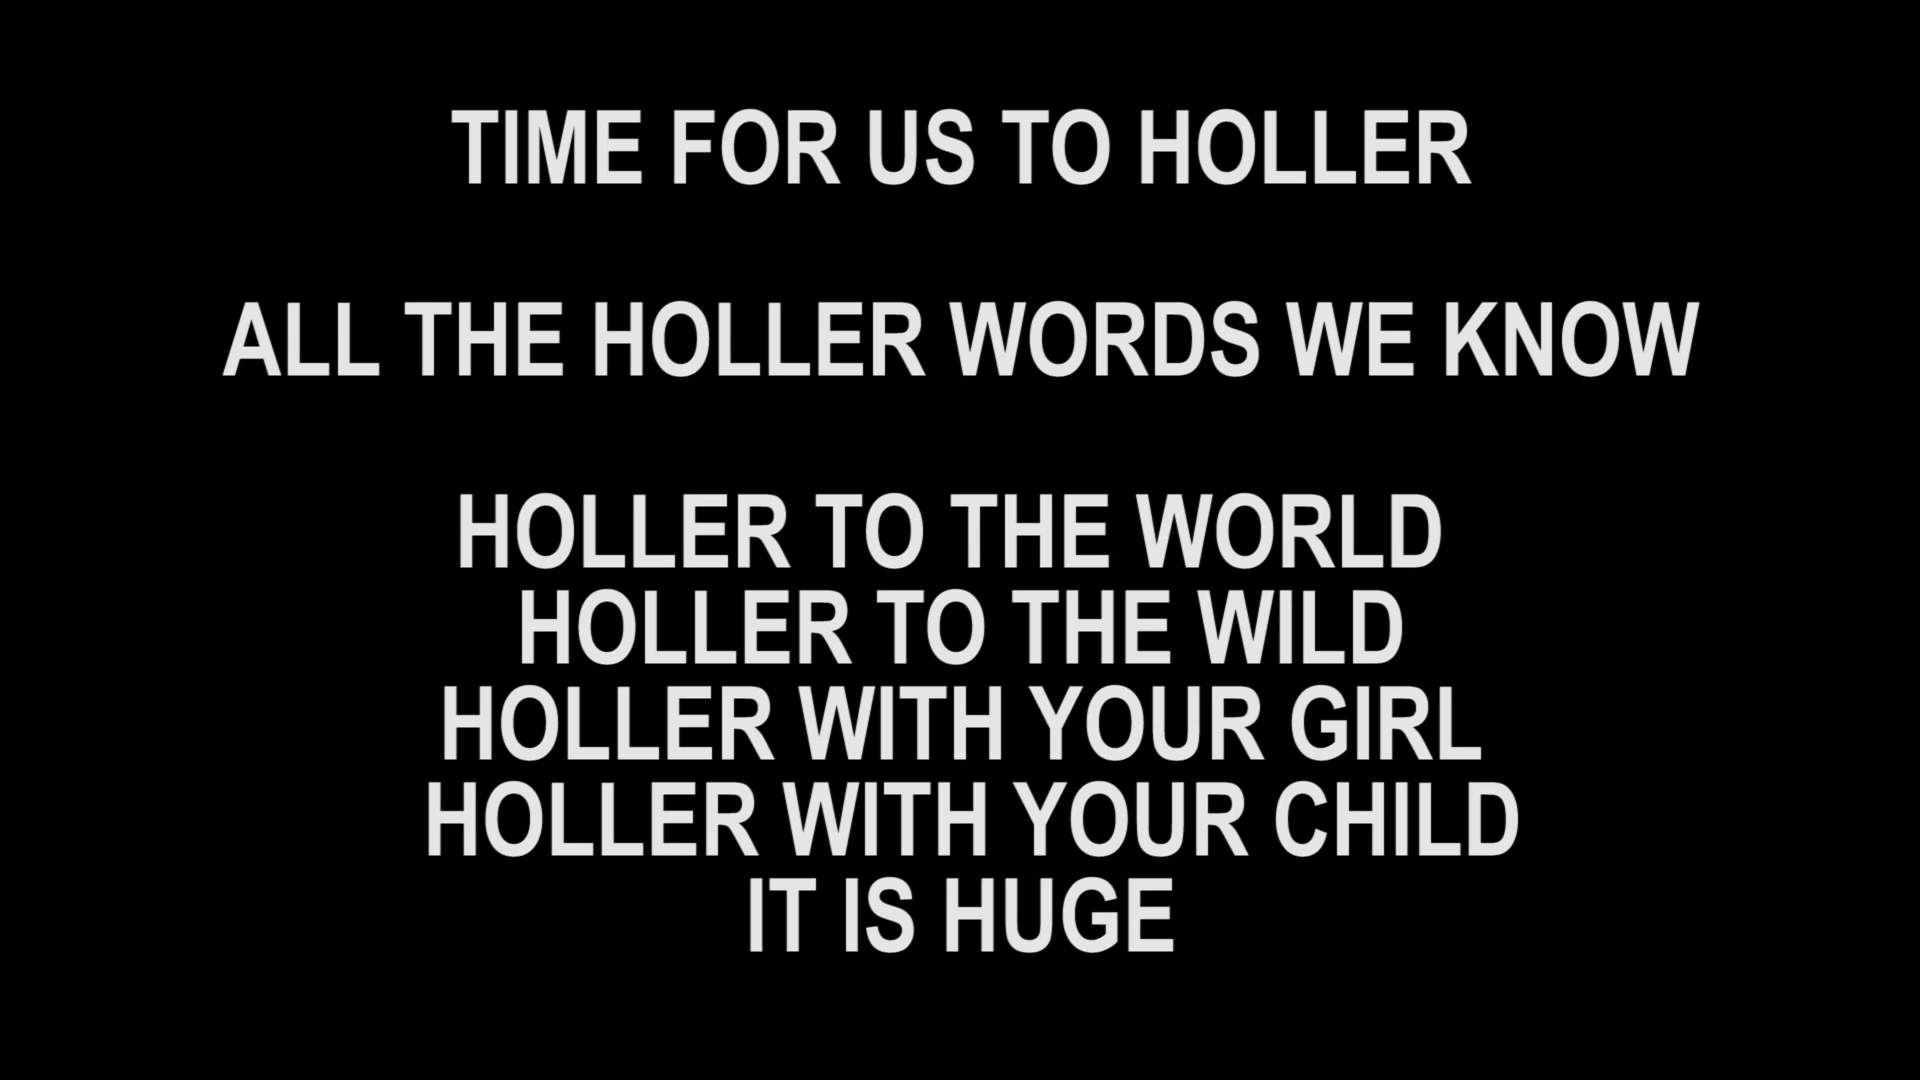 TIME FOR US TO HOLLER
ALL THE HOLLER WORDS WE KNOW
HOLLER TO THE WORLD
HOLLER TO THE WILD
HOLLER WITH YOUR GIRL
HOLLER WITH YOUR CHILD
IT IS HUGE